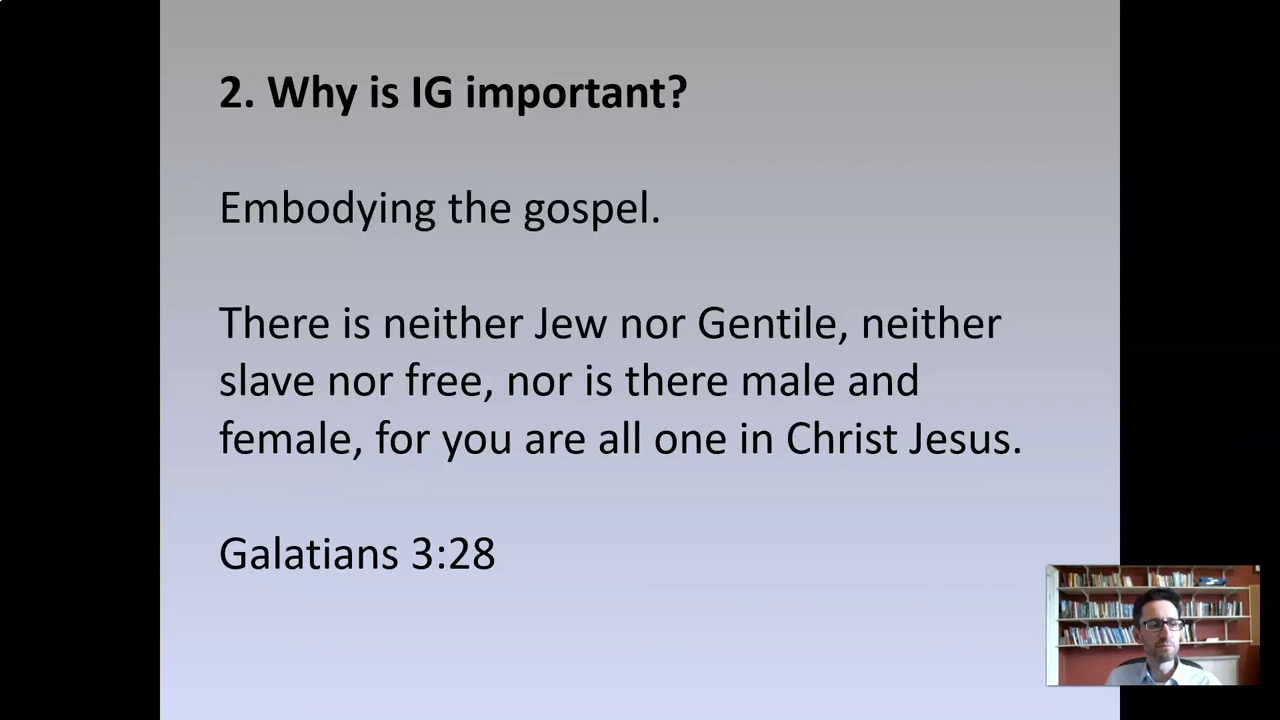 2. Why is IG important?
Embodying the gospel.
There is neither Jew nor Gentile, neither
slave nor free, nor is there male and
female, for you are all one in Christ Jesus.
Galatians 3:28